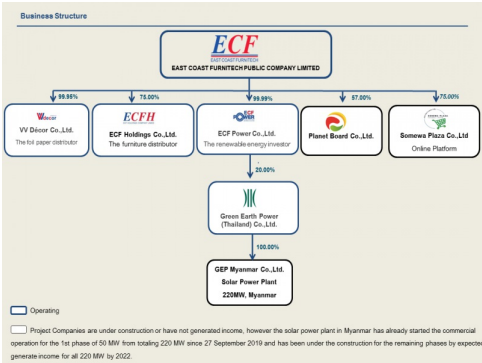 Business Structure
ECF
EAST COAST FURNITECH
EAST COAST FURNITECH PUBLIC COMPANY LIMITED
99.95%
75.00%
99.99%
57.00%
75.00%
VV Décor Co.,Ltd.
The foil paper distributor
ECFH
ECF Holdings Co.,Ltd.
The furniture distributor
ECF
POWER
ECF Power Co.,Ltd.
The renewable energy investor
Planet Board Co.,Ltd.
Somewa Plaza Co.,Ltd
Online Platform
20.00%
Green Earth Power
(Thailand) Co.,Ltd.
100.00%
GEP Myanmar Co.,Ltd.
Solar Power Plant
220MW, Myanmar
Operating
Project Companies are under construction or have not generated income, however the solar power plant in Myanmar has already started the commercial
operation for the 1st phase of 50 MW from totaling 220 MW since 27 September 2019 and has been under the construction for the remaining phases by expected
generate income for all 220 MW by 2022.